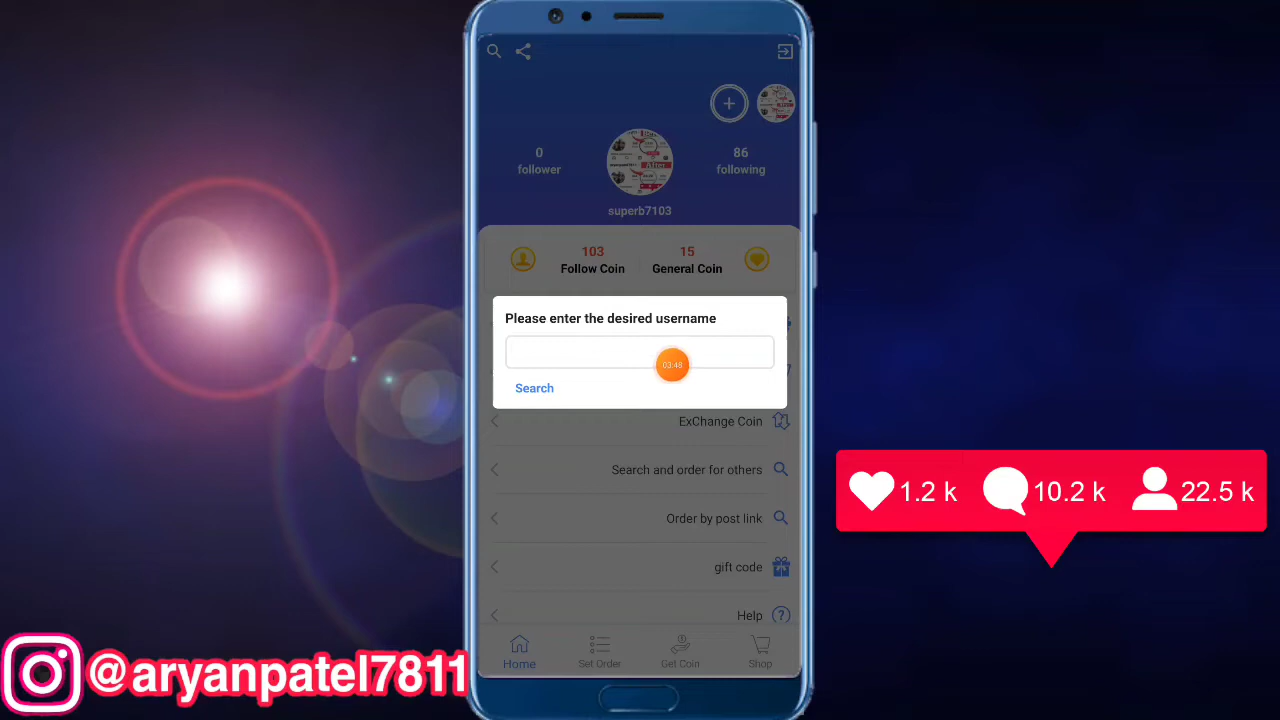 0
follower
86
following
superb7103
103
Follow Coin
15
General Coin
Please enter the desired username
03:48
Search
ExChange Coin
Search and order for others
Order by post link
gift code
Help
Home
Set Order
Get Coin
Shop
1.2 k
10.2 k
22.5 k
@aryanpatel7811